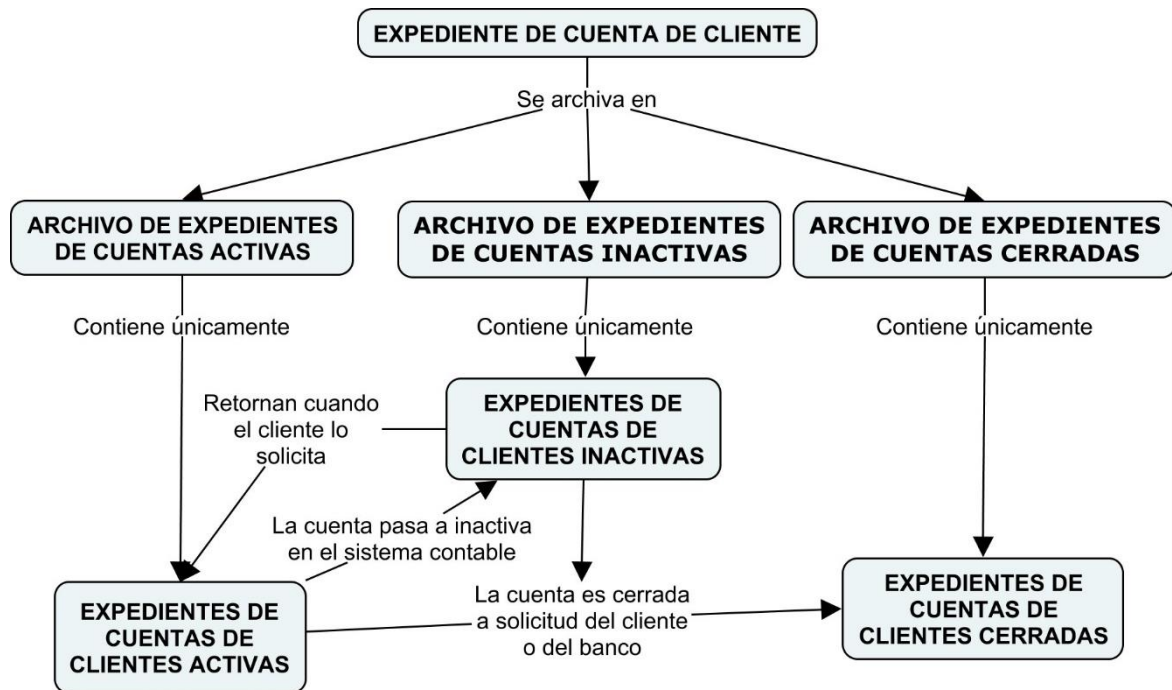 EXPEDIENTE DE CUENTA DE CLIENTE
Se archiva en
ARCHIVO DE EXPEDIENTES
DE CUENTAS ACTIVAS
ARCHIVO DE EXPEDIENTES
DE CUENTAS INACTIVAS
ARCHIVO DE EXPEDIENTES
DE CUENTAS CERRADAS
Contiene únicamente
Contiene únicamente
Contiene únicamente
Retornan cuando
el cliente lo
solicita
EXPEDIENTES DE
CUENTAS DE
CLIENTES INACTIVAS
La cuenta pasa a inactiva
en el sistema contable
EXPEDIENTES DE
CUENTAS DE
CLIENTES ACTIVAS
La cuenta es cerrada
a solicitud del cliente
o del banco
EXPEDIENTES DE
CUENTAS DE
CLIENTES CERRADAS